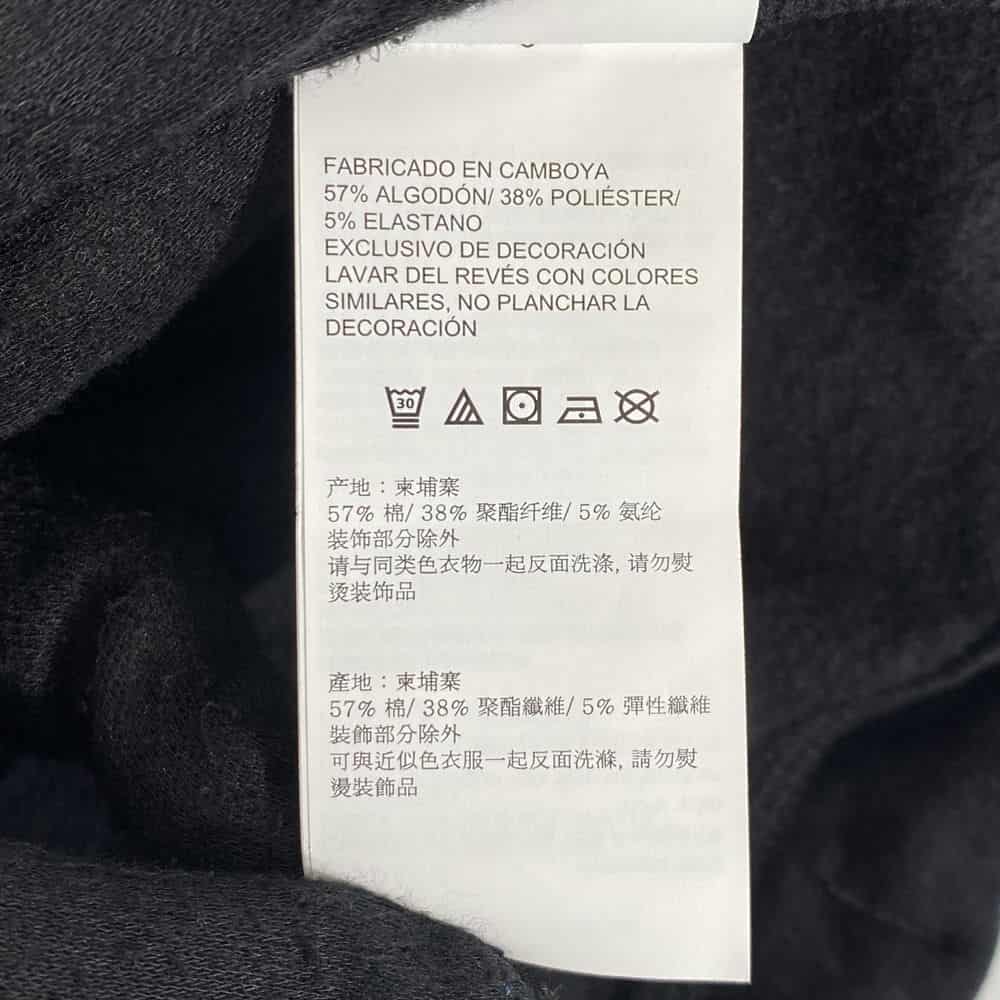 FABRICADO EN CAMBOYA
57% ALGODÓN/ 38% POLIÉSTER/
5% ELASTANO
EXCLUSIVO DE DECORACIÓN
LAVAR DEL REVÉS CON COLORES
SIMILARES, NO PLANCHAR LA
DECORACIÓN
30
产地：柬埔寨
57% 棉/ 38% 聚酯纤维/ 5% 氨纶
装饰部分除外
请与同类色衣物一起反面洗涤, 请勿熨
烫装饰品
產地：柬埔寨
57% 棉/ 38% 聚酯纖維/ 5% 彈性纖維
裝飾部分除外
可與近似色衣服一起反面洗滌, 請勿熨
燙裝飾品